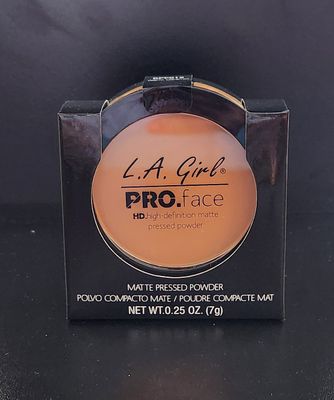 L.A. Girl®
PRO.face
HD.high-definition matte
pressed powder
MATTE PRESSED POWDER
POLVO COMPACTO MATE / POUDRE COMPACTE MAT
NET WT.0.25 OZ. (7g)